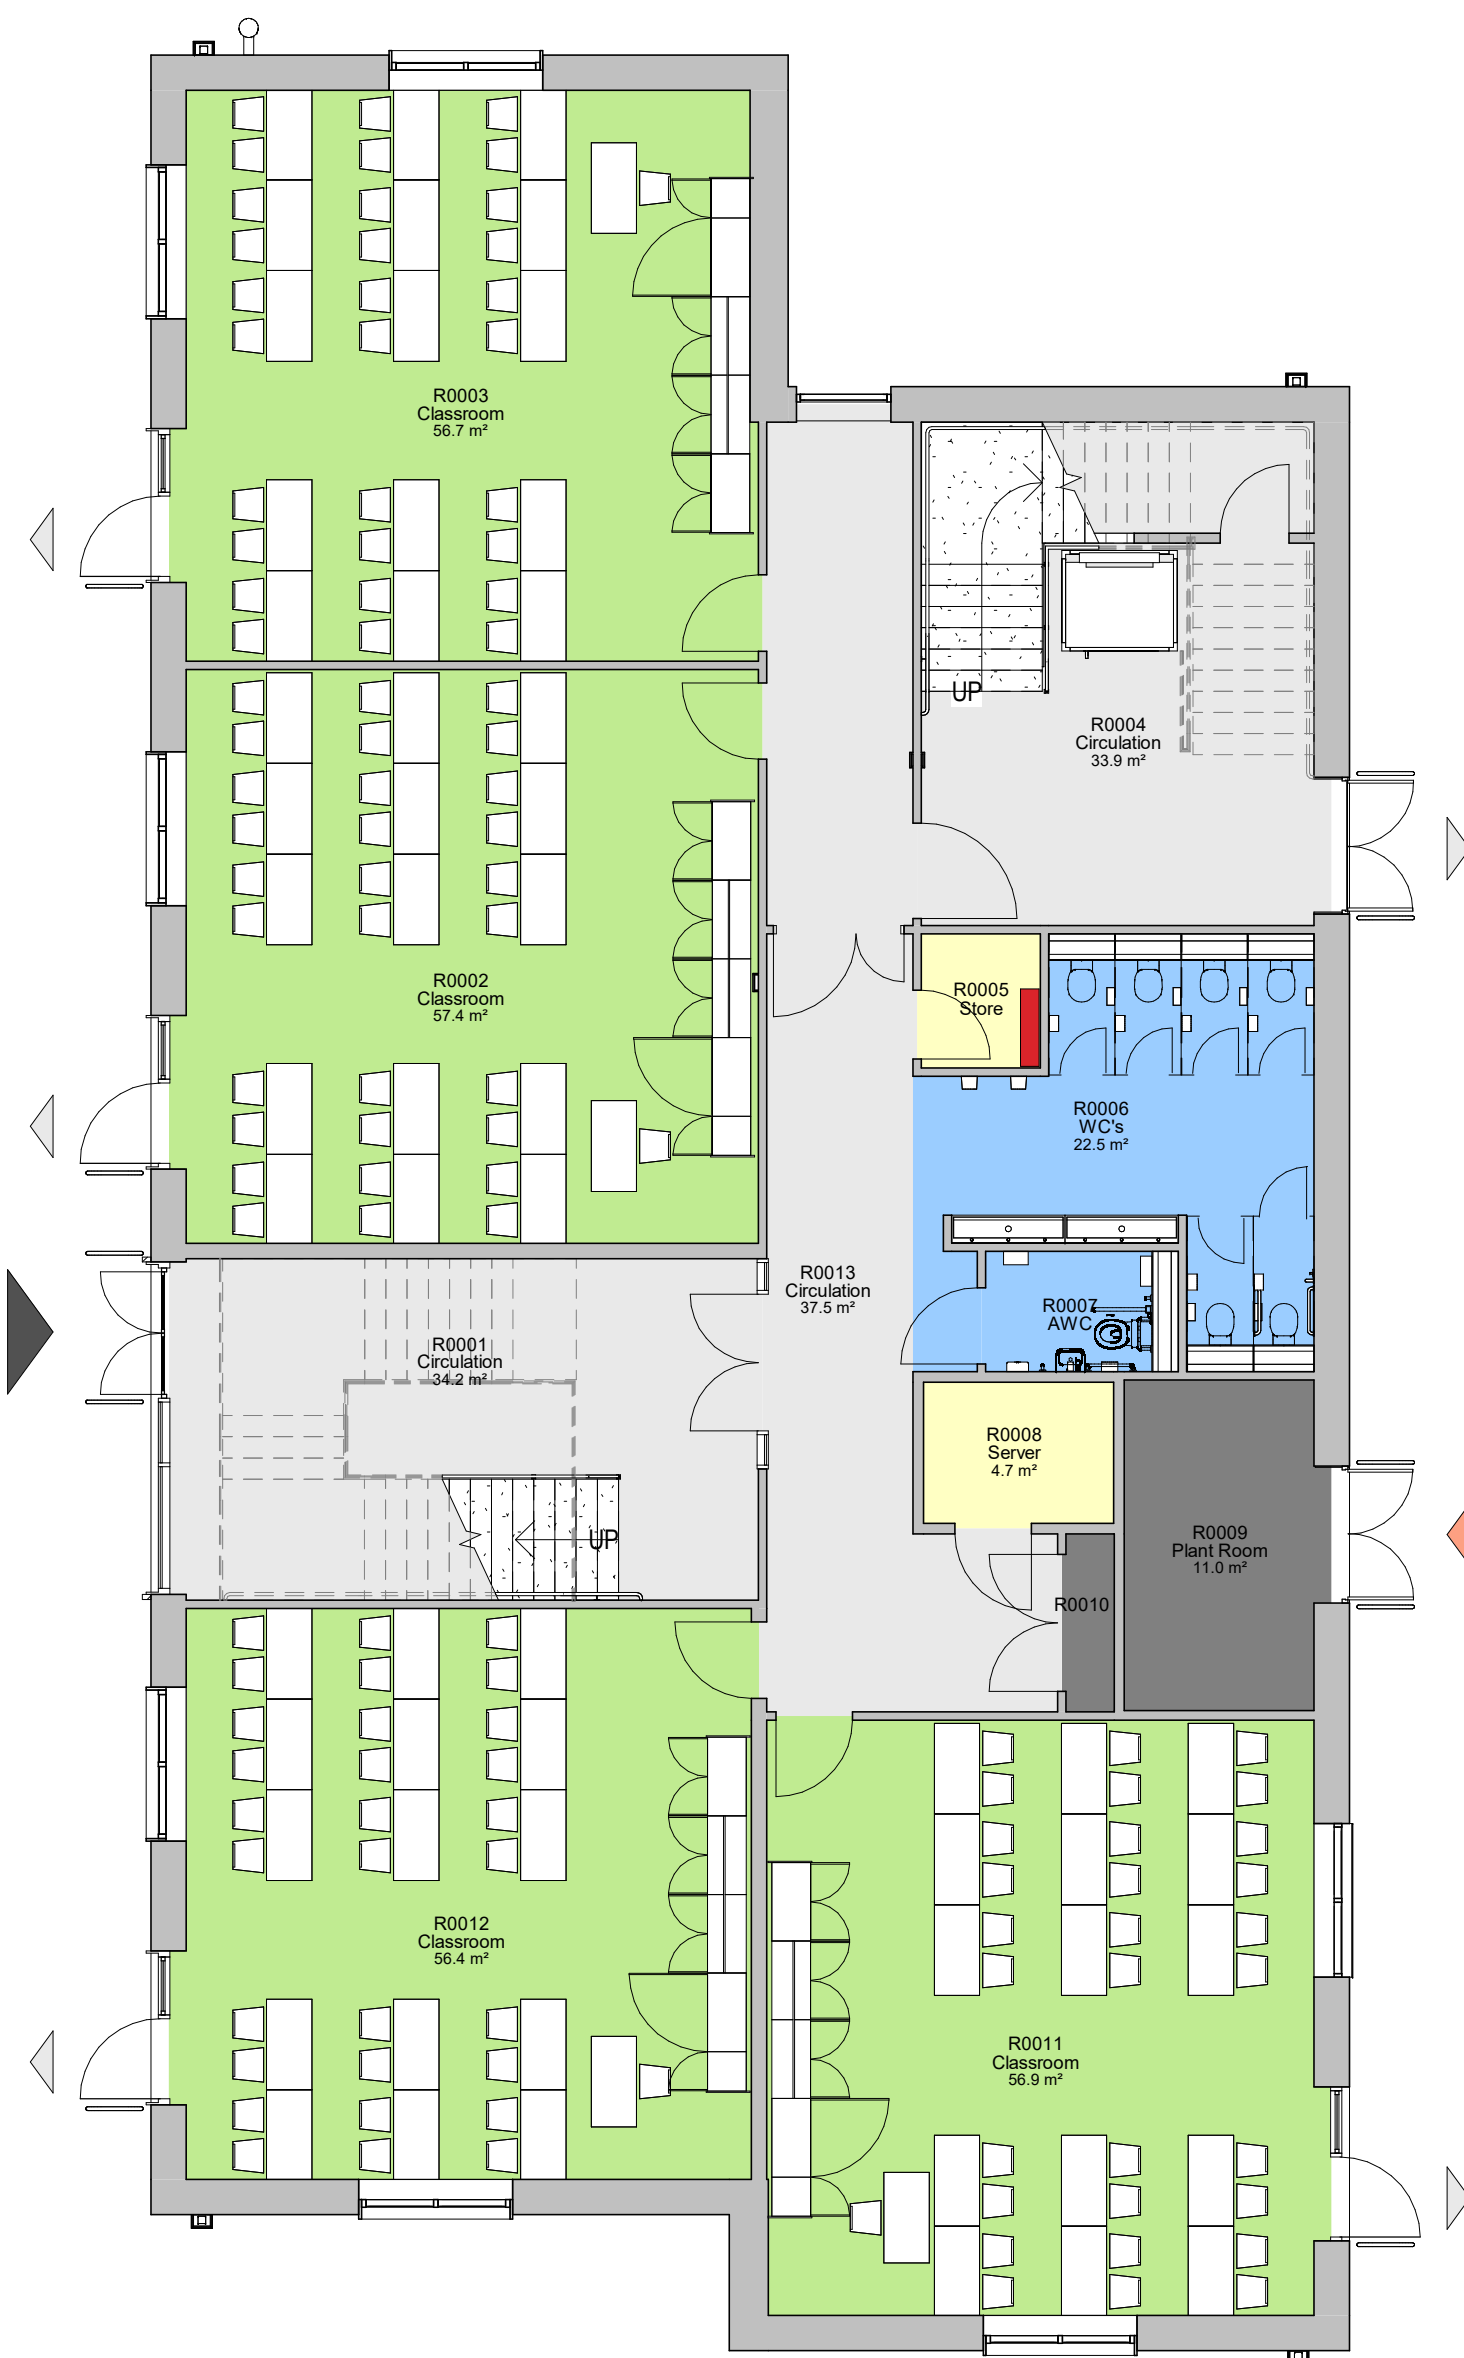 R0003
Classroom
56.7 m²
UP
R0004
Circulation
33.9 m²
R0002
Classroom
57.4 m²
R0005
Store
R0006
WC's
22.5 m²
R0013
Circulation
37.5 m²
R0007
AWC
R0001
Circulation
34.2 m²
R0008
Server
4.7 m²
UP
R0009
Plant Room
11.0 m²
R0010
R0012
Classroom
56.4 m²
R0011
Classroom
56.9 m²